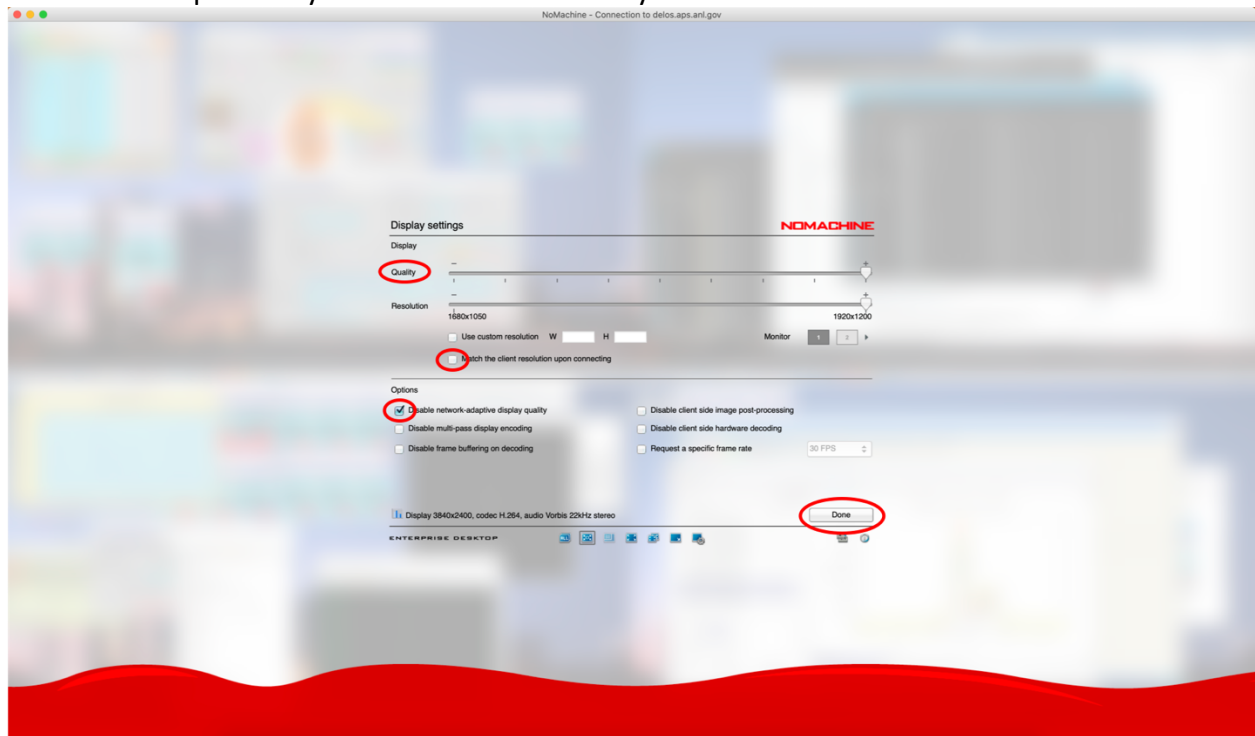 NoMachine - Connection to delos.aps.anl.gov
Display settings
NOMACHINE
Display
Quality
- +
Resolution
- +
1680x1050 1920x1200
Use custom resolution W H Monitor 1 2
Match the client resolution upon connecting
Options
Disable network-adaptive display quality Disable client side image post-processing
Disable multi-pass display encoding Disable client side hardware decoding
Disable frame buffering on decoding Request a specific frame rate 30 FPS
Display 3840x2400, codec H.264, audio Vorbis 22kHz stereo Done
ENTERPRISE DESKTOP